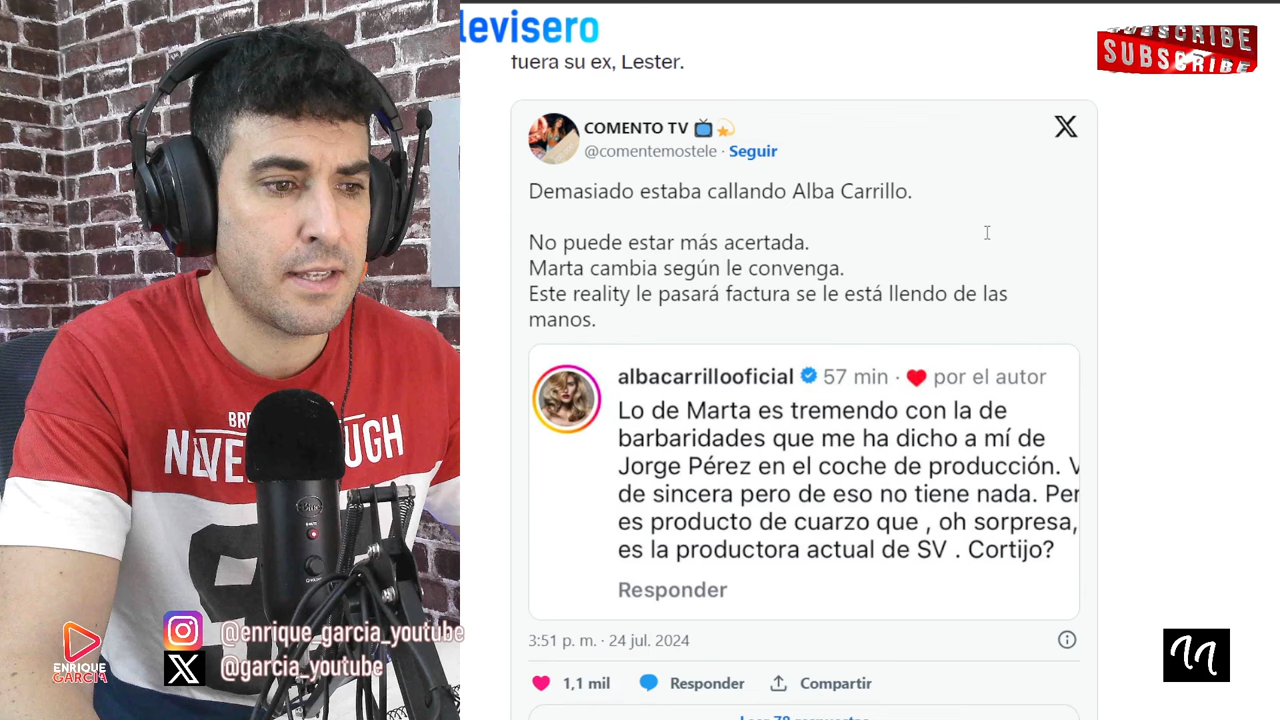 levisero
fuera su ex, Lester.
SUBSCRIBE
SUBSCRIBE
COMENTO TV
@comentemostele · Seguir
Demasiado estaba callando Alba Carrillo.
No puede estar más acertada.
Marta cambia según le convenga.
Este reality le pasará factura se le está llendo de las
manos.
albacarrillooficial 57 min · por el autor
Lo de Marta es tremendo con la de
barbaridades que me ha dicho a mí de
Jorge Pérez en el coche de producción. V
de sincera pero de eso no tiene nada. Per
es producto de cuarzo que , oh sorpresa,
es la productora actual de SV . Cortijo?
Responder
3:51 p. m. · 24 jul. 2024
1,1 mil Responder Compartir
@enrique_garcia_youtube
@garcia_youtube
ENRIQUE
GARCIA